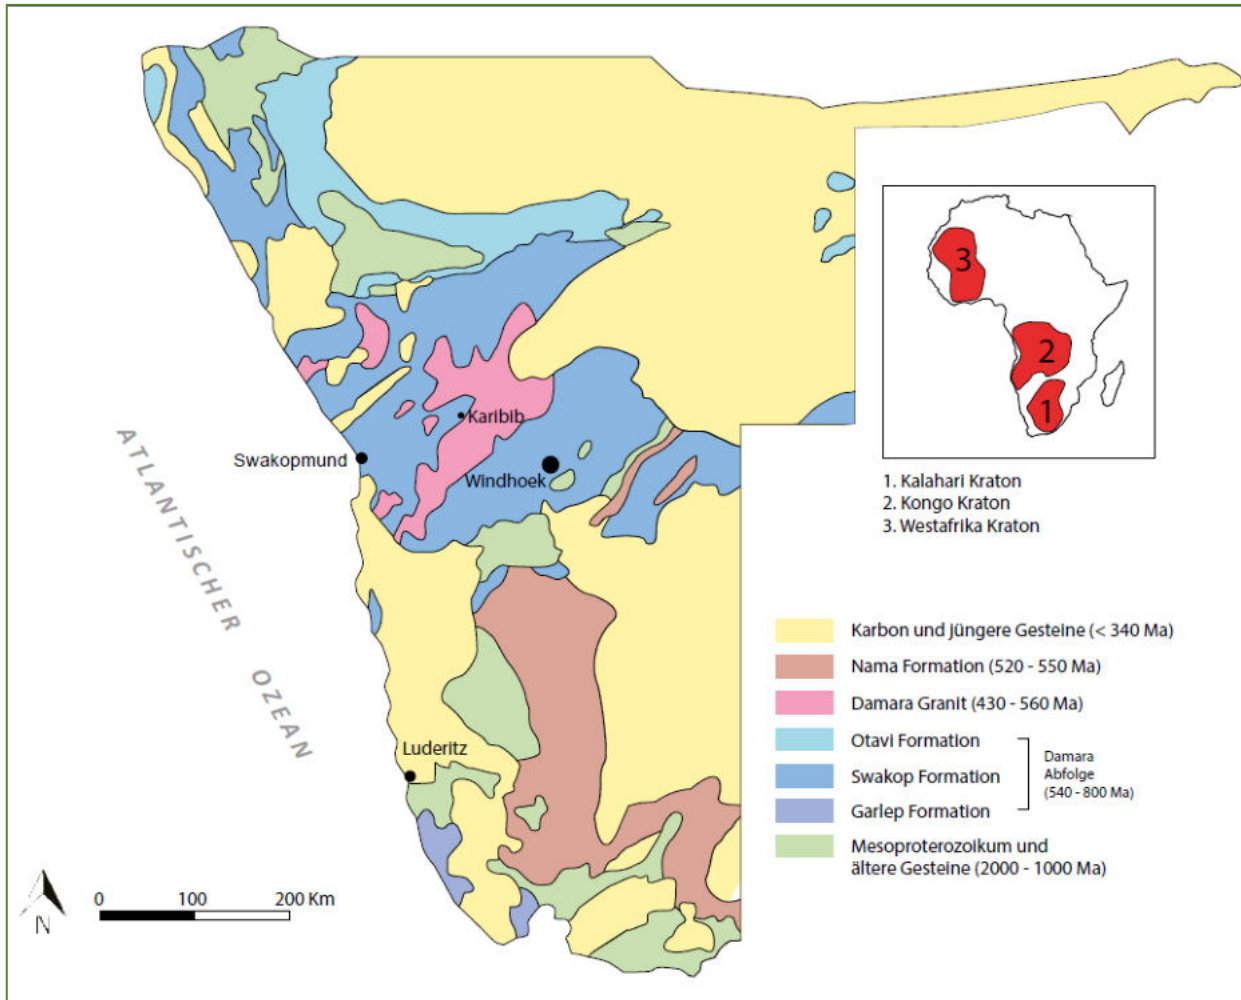 Karibib
Swakopmund
Windhoek
ATLANTISCHER OZEAN
Luderitz
N
0 100 200 Km
3
2
1
1. Kalahari Kraton
2. Kongo Kraton
3. Westafrika Kraton
Karbon und jüngere Gesteine (< 340 Ma)
Nama Formation (520 - 550 Ma)
Damara Granit (430 - 560 Ma)
Otavi Formation
Swakop Formation
Garlep Formation
Damara
Abfolge
(540 - 800 Ma)
Mesoproterozoikum und
ältere Gesteine (2000 - 1000 Ma)